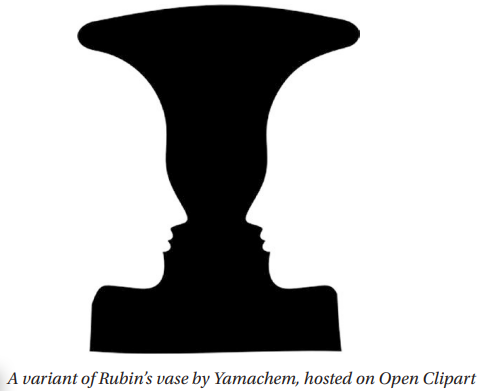 A variant of Rubin's vase by Yamachem, hosted on Open Clipart